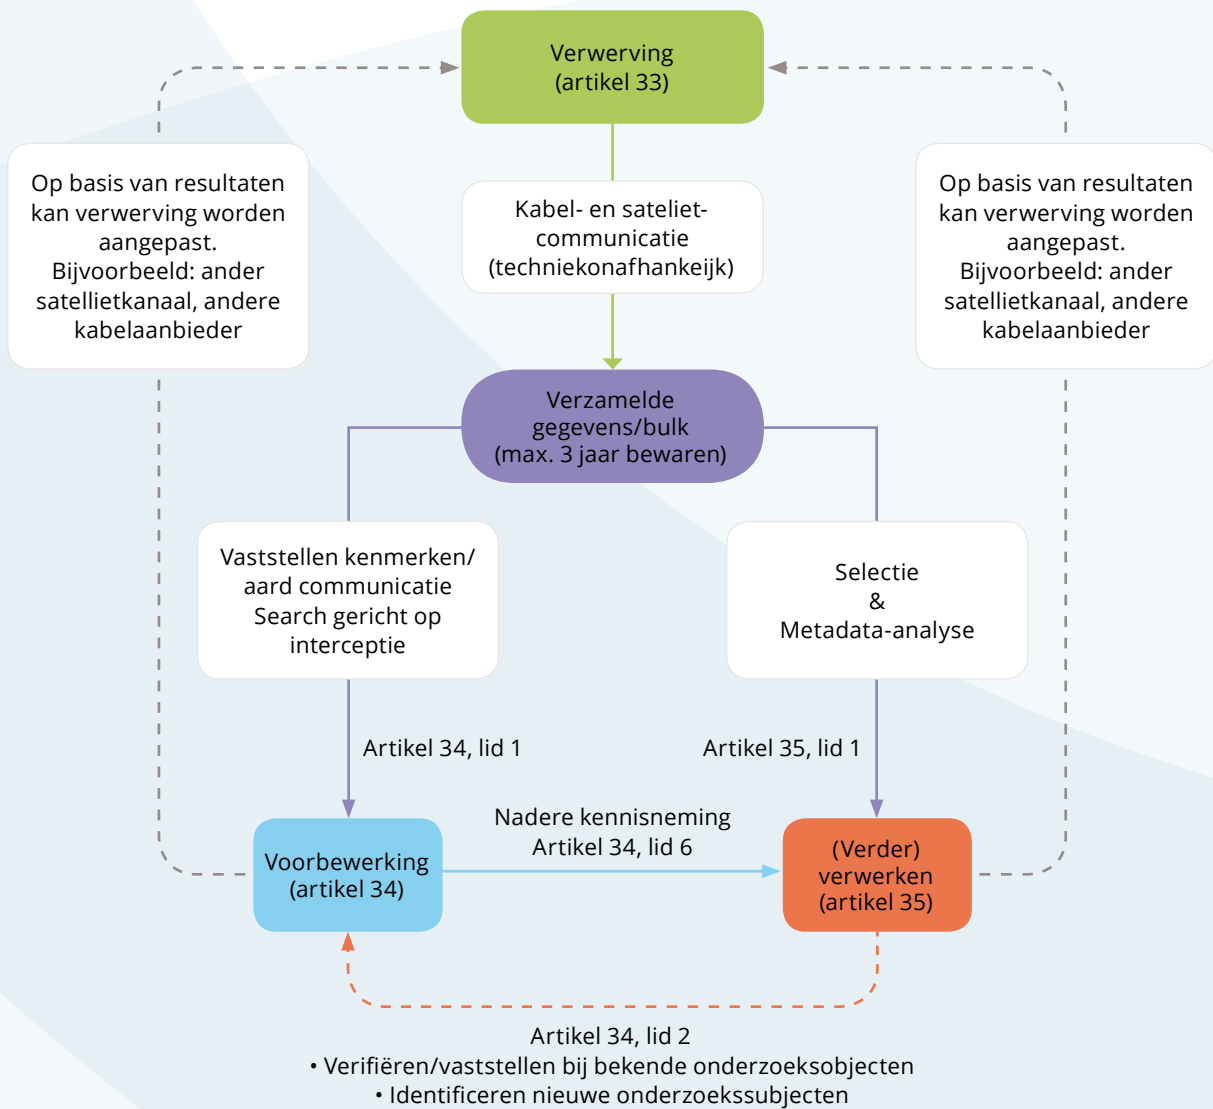 Verwerving
(artikel 33)
Op basis van resultaten
kan verwerving worden
aangepast.
Bijvoorbeeld: ander
satellietkanaal, andere
kabelaanbieder
Kabel- en sateliet-
communicatie
(techniekonafhankeijk)
Op basis van resultaten
kan verwerving worden
aangepast.
Bijvoorbeeld: ander
satellietkanaal, andere
kabelaanbieder
Verzamelde
gegevens/bulk
(max. 3 jaar bewaren)
Vaststellen kenmerken/
aard communicatie
Search gericht op
interceptie
Selectie
&
Metadata-analyse
Artikel 34, lid 1
Artikel 35, lid 1
Voorbewerking
(artikel 34)
Nadere kennisneming
Artikel 34, lid 6
(Verder)
verwerken
(artikel 35)
Artikel 34, lid 2
• Verifiëren/vaststellen bij bekende onderzoeksobjecten
• Identificeren nieuwe onderzoekssubjecten